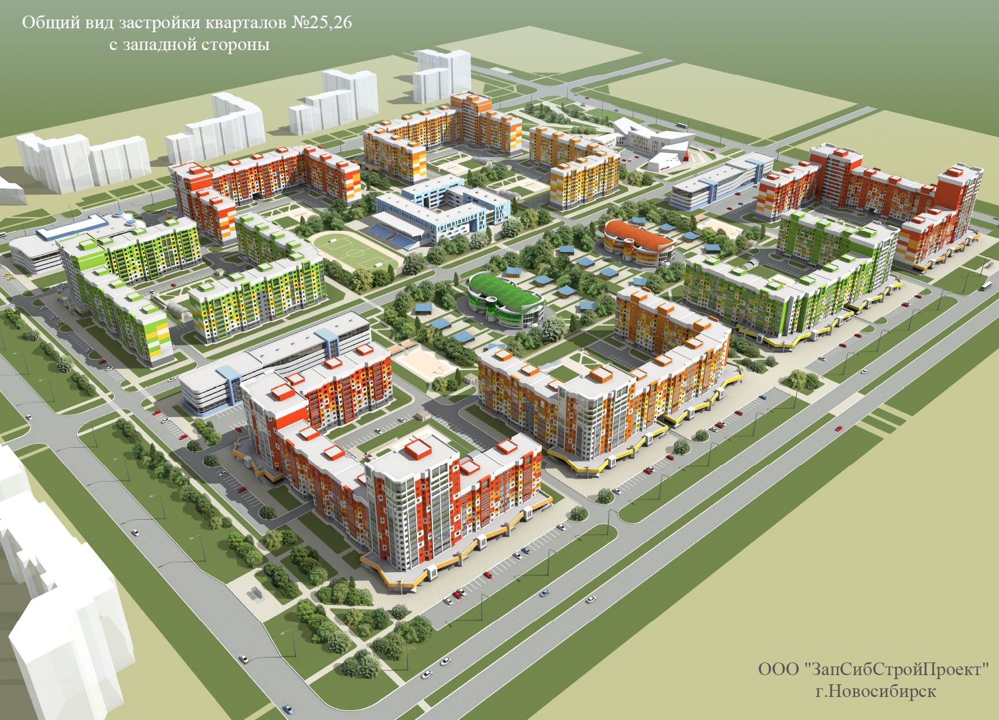 Общий вид застройки кварталов №25,26
с западной стороны
ООО "ЗапСибСтройПроект"
г.Новосибирск